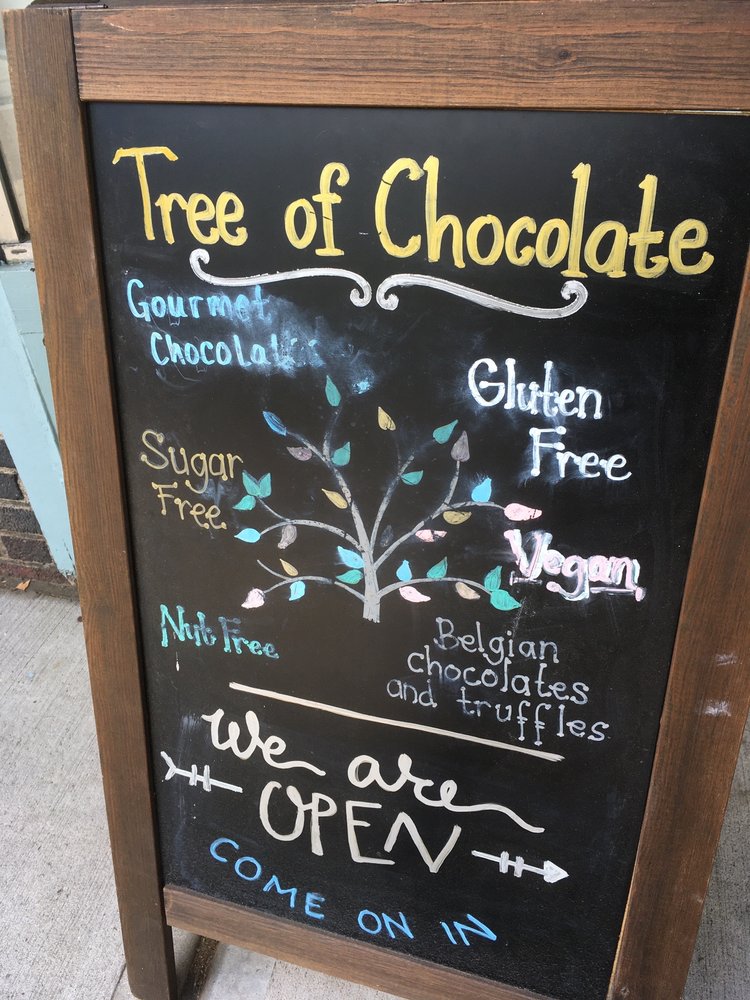 Tree of Chocolate
Gourmet
Chocolates
Gluten
Free
Sugar
Free
Vegan
Nut Free
Belgian
chocolates
and truffles
We are
OPEN
COME ON IN